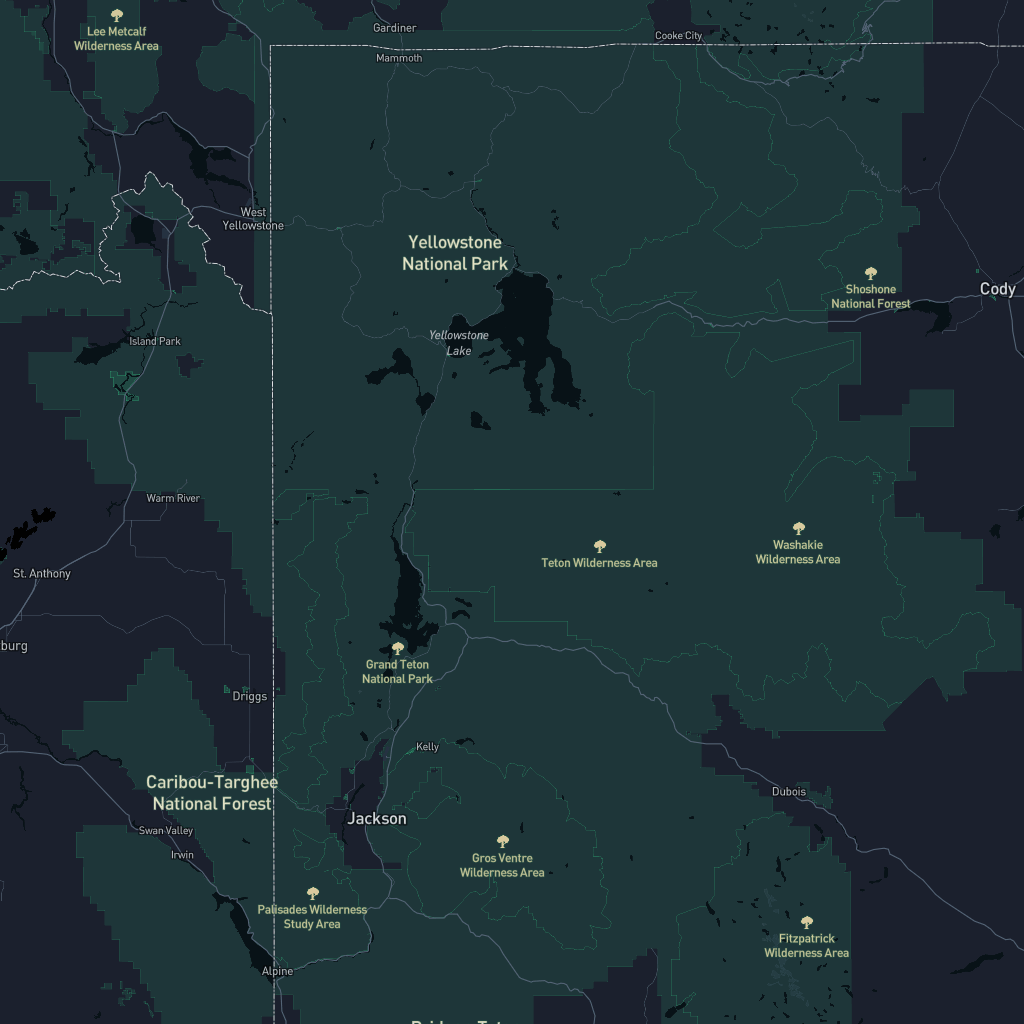 Lee Metcalf
Wilderness Area
Gardiner
Cooke City
Mammoth
West
Yellowstone
Yellowstone
National Park
Shoshone
National Forest
Cody
Island Park
Yellowstone
Lake
Warm River
Teton Wilderness Area
Washakie
Wilderness Area
St. Anthony
burg
Grand Teton
National Park
Driggs
Kelly
Caribou-Targhee
National Forest
Dubois
Jackson
Swan Valley
Irwin
Gros Ventre
Wilderness Area
Palisades Wilderness
Study Area
Fitzpatrick
Wilderness Area
Alpine